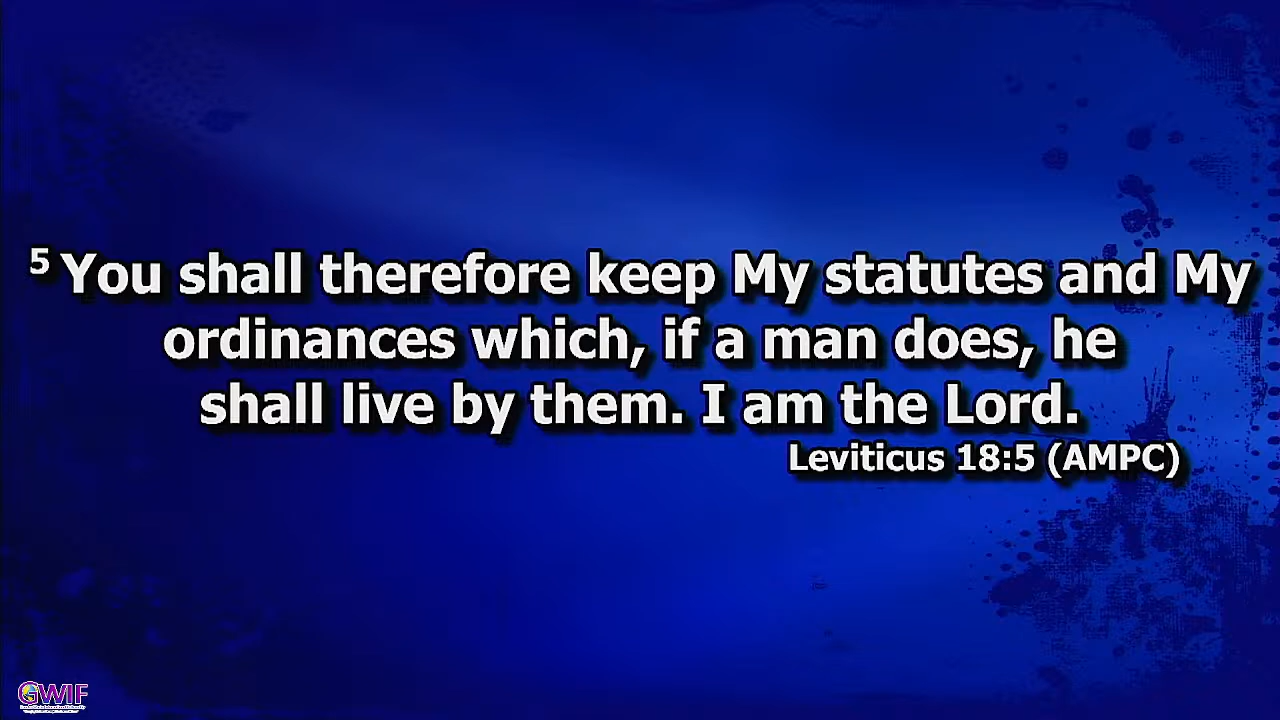 5 You shall therefore keep My statutes and My
ordinances which, if a man does, he
shall live by them. I am the Lord.
Leviticus 18:5 (AMPC)
GWIF